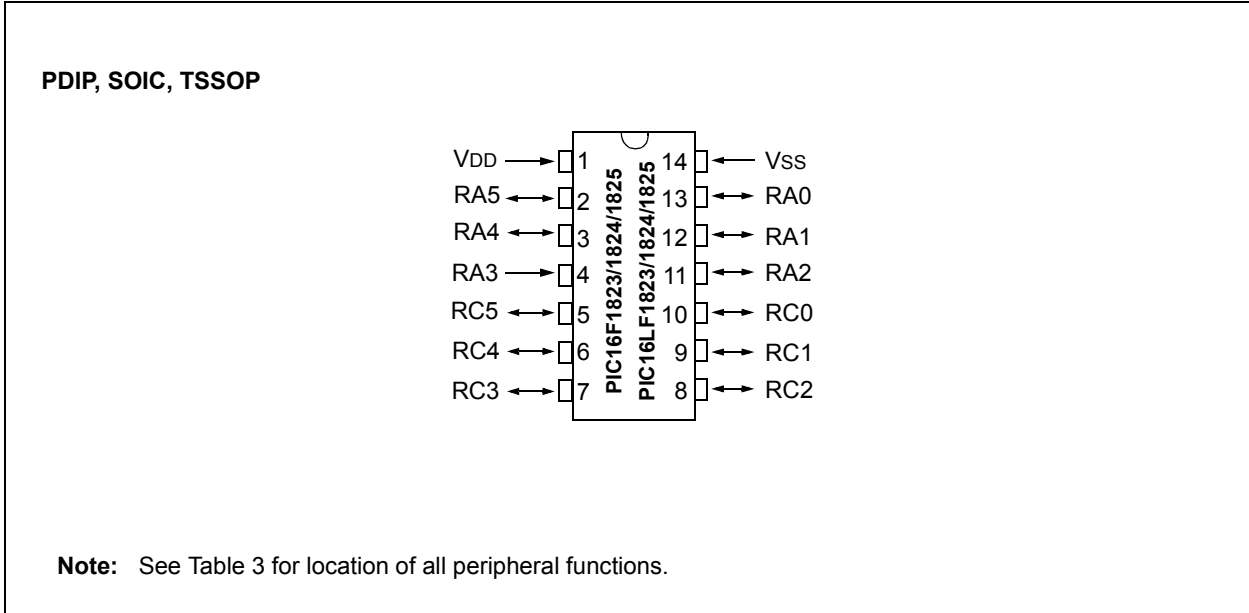 PDIP, SOIC, TSSOP
VDD 1 14 VSS
RA5 2 13 RA0
RA4 3 12 RA1
RA3 4 11 RA2
RC5 5 10 RC0
RC4 6 9 RC1
RC3 7 8 RC2
PIC16F1823/1824/1825
PIC16LF1823/1824/1825
Note: See Table 3 for location of all peripheral functions.